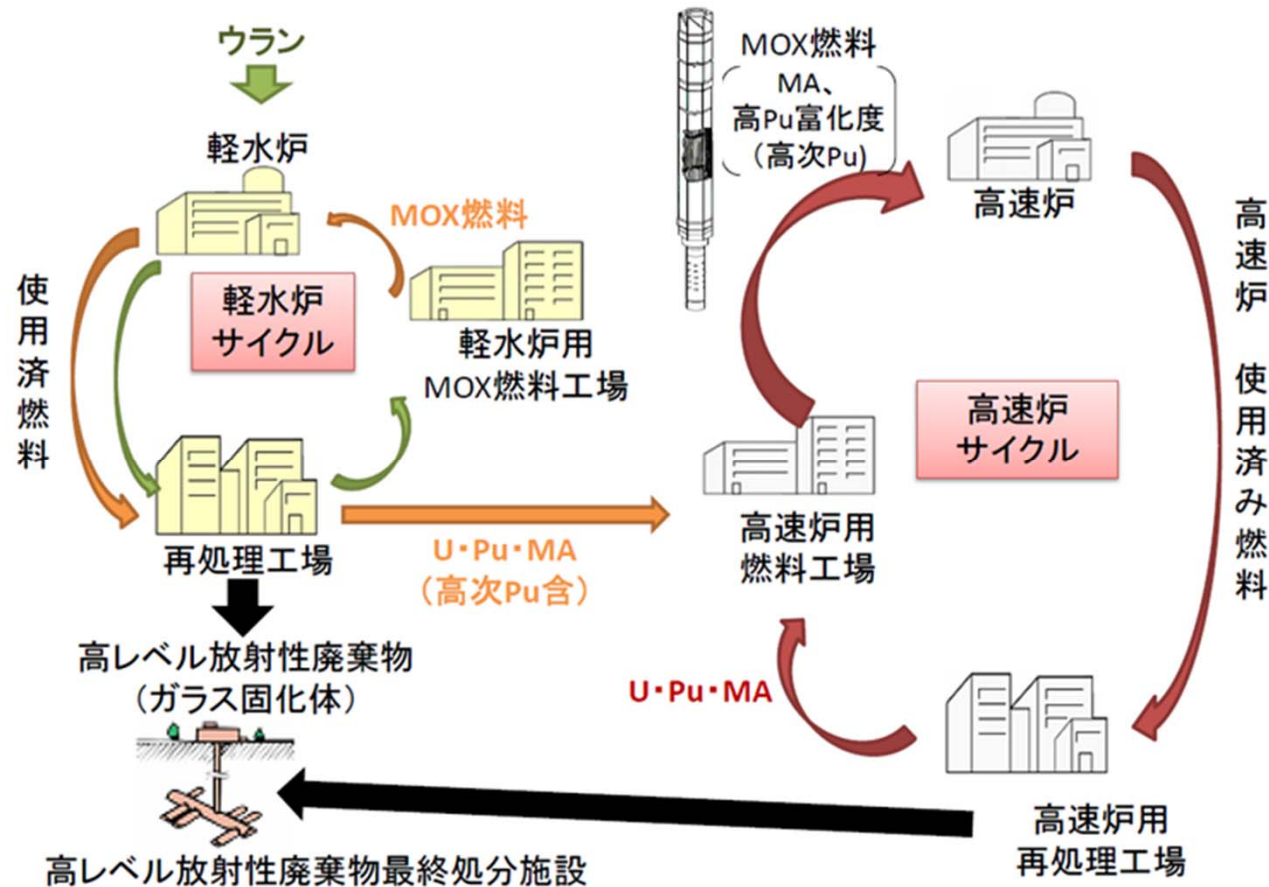 ウラン
軽水炉
MOX燃料
使用済燃料
軽水炉
サイクル
軽水炉用
MOX燃料工場
再処理工場
U・Pu・MA
（高次Pu含）
高レベル放射性廃棄物
（ガラス固化体）
高レベル放射性廃棄物最終処分施設
MOX燃料
MA、
高Pu富化度
（高次Pu)
高速炉
高速炉　使用済み燃料
高速炉
サイクル
高速炉用
燃料工場
U・Pu・MA
高速炉用
再処理工場